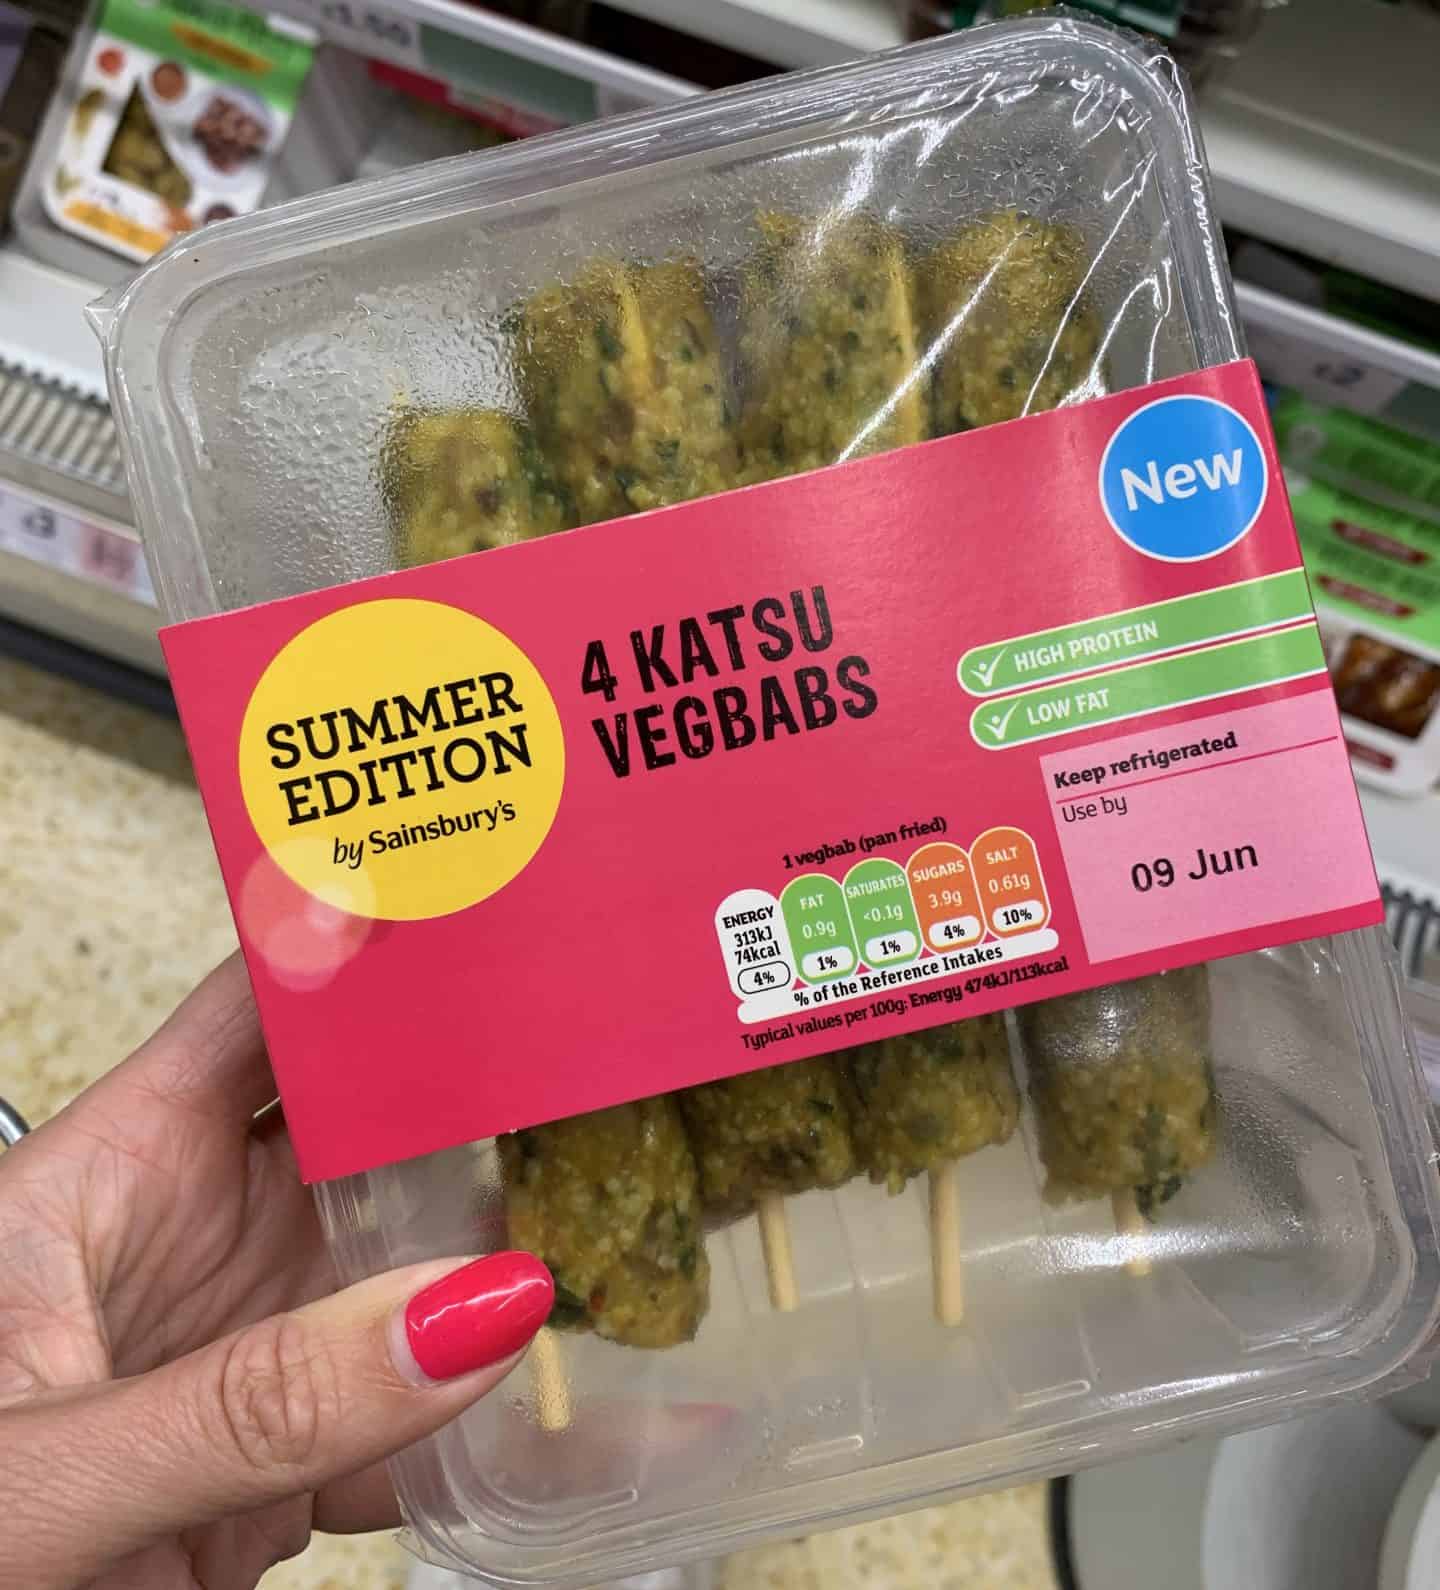 £1.50
New
4 KATSU
VEGBABS
SUMMER
EDITION
by Sainsbury's
HIGH PROTEIN
LOW FAT
Keep refrigerated
Use by
09 Jun
1 vegbab (pan fried)
ENERGY
313kJ
74kcal
4%
FAT
0.9g
1%
SATURATES
<0.1g
1%
SUGARS
3.9g
4%
SALT
0.61g
10%
% of the Reference Intakes
Typical values per 100g: Energy 474kJ/113kcal